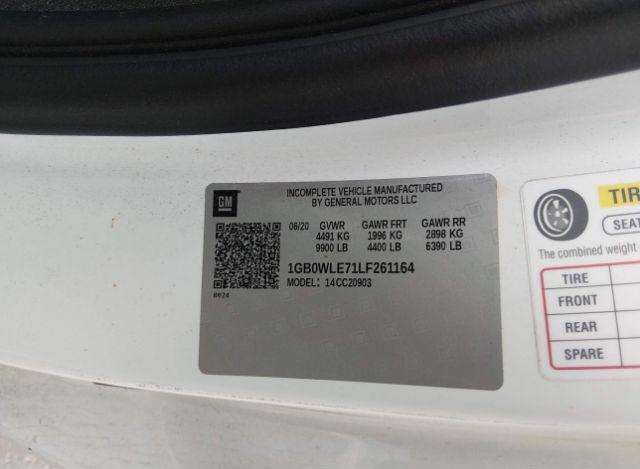 GM
INCOMPLETE VEHICLE MANUFACTURED
BY GENERAL MOTORS LLC
06/20 GVWR GAWR FRT GAWR RR
4491 KG 1996 KG 2898 KG
9900 LB 4400 LB 6390 LB
1GB0WLE71LF261164
MODEL: 14CC20903
TIR
SEAT
The combined weight
TIRE
FRONT
REAR
SPARE